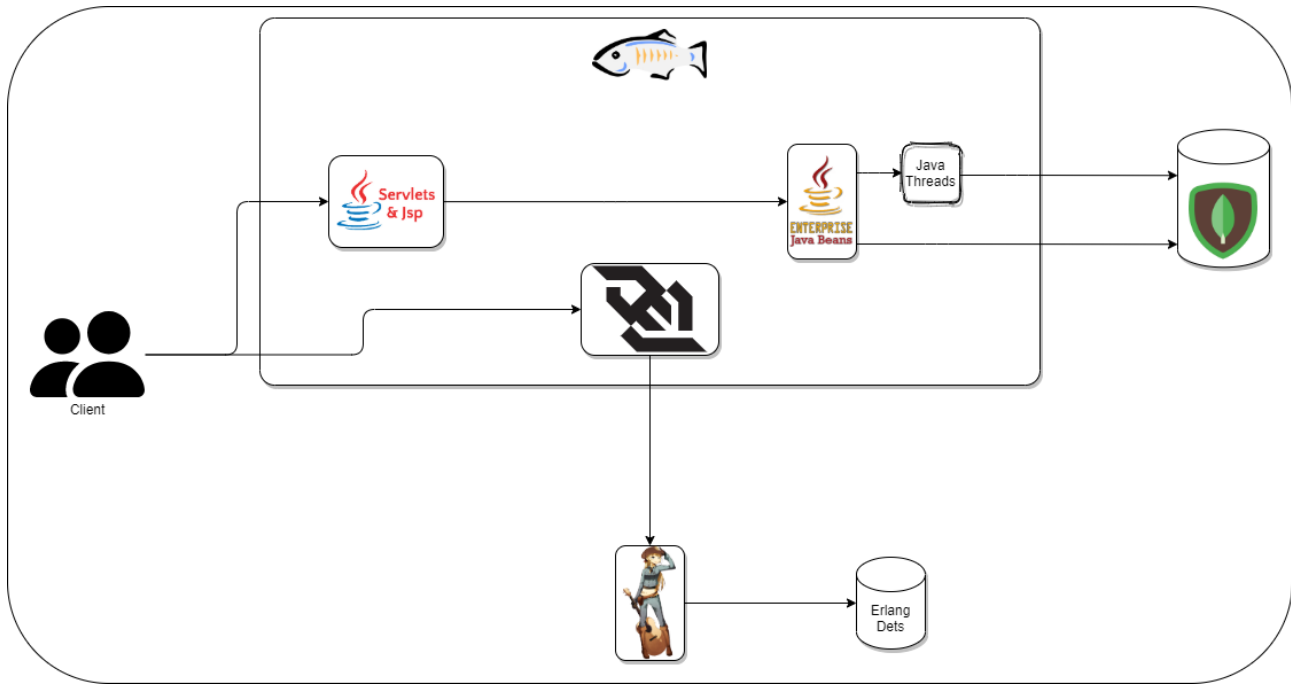 Servlets
& Jsp
ENTERPRISE
Java Beans
Java
Threads
Client
Erlang
Dets